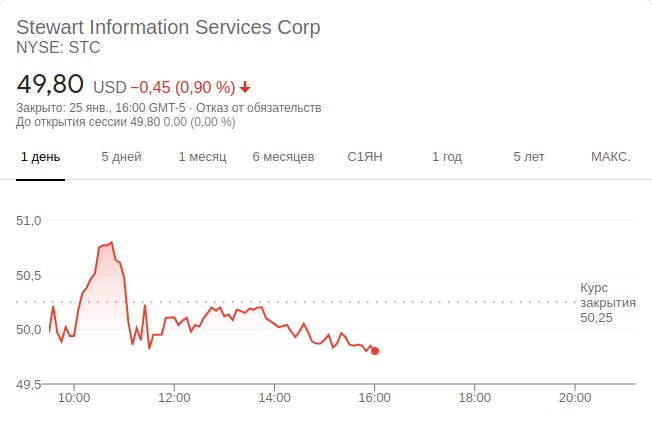 Stewart Information Services Corp
NYSE: STC
49,80 USD −0,45 (0,90 %)
Закрыто: 25 янв., 16:00 GMT-5 · Отказ от обязательств
До открытия сессии 49,80 0,00 (0,00 %)
1 день 5 дней 1 месяц 6 месяцев С1ЯН 1 год 5 лет МАКС.
51,0
50,5
Курс
закрытия
50,25
50,0
49,5
10:00 12:00 14:00 16:00 18:00 20:00